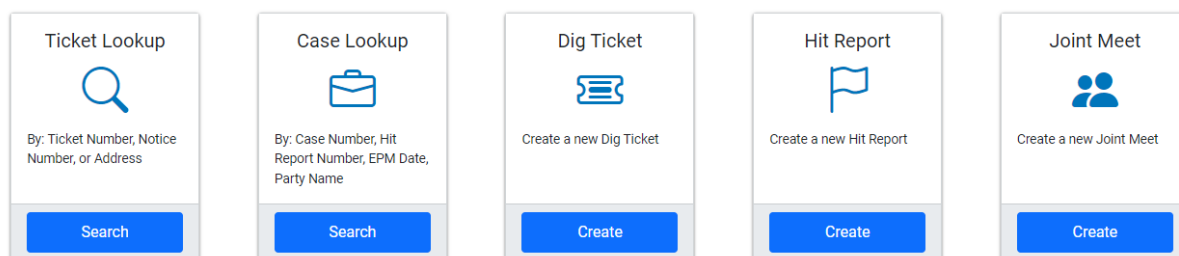 Ticket Lookup
By: Ticket Number, Notice
Number, or Address
Search
Case Lookup
By: Case Number, Hit
Report Number, EPM Date,
Party Name
Search
Dig Ticket
Create a new Dig Ticket
Create
Hit Report
Create a new Hit Report
Create
Joint Meet
Create a new Joint Meet
Create